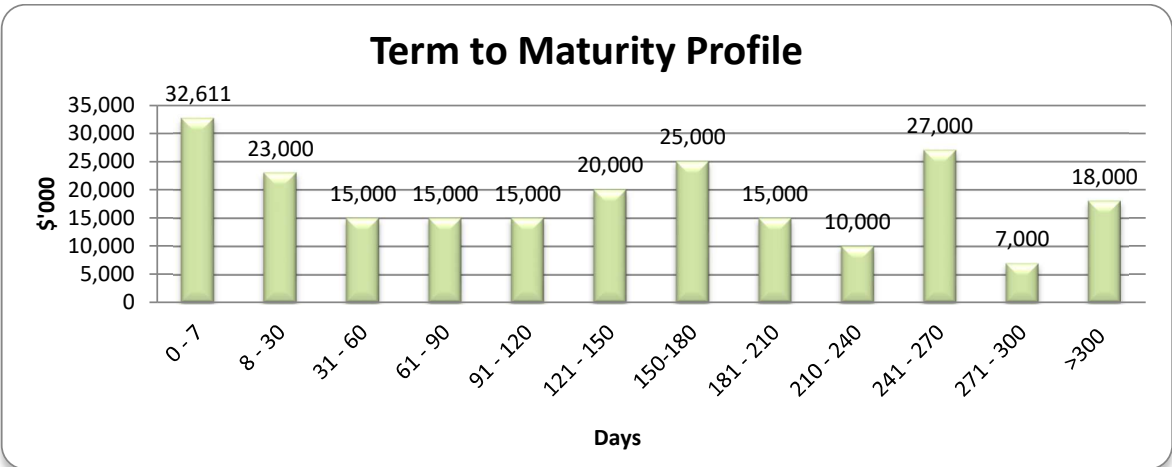 Term to Maturity Profile
$'000
35,000
30,000
25,000
20,000
15,000
10,000
5,000
0
32,611
23,000
15,000
15,000
15,000
20,000
25,000
15,000
10,000
27,000
7,000
18,000
0 - 7
8 - 30
31 - 60
61 - 90
91 - 120
121 - 150
150-180
181 - 210
210 - 240
241 - 270
271 - 300
>300
Days